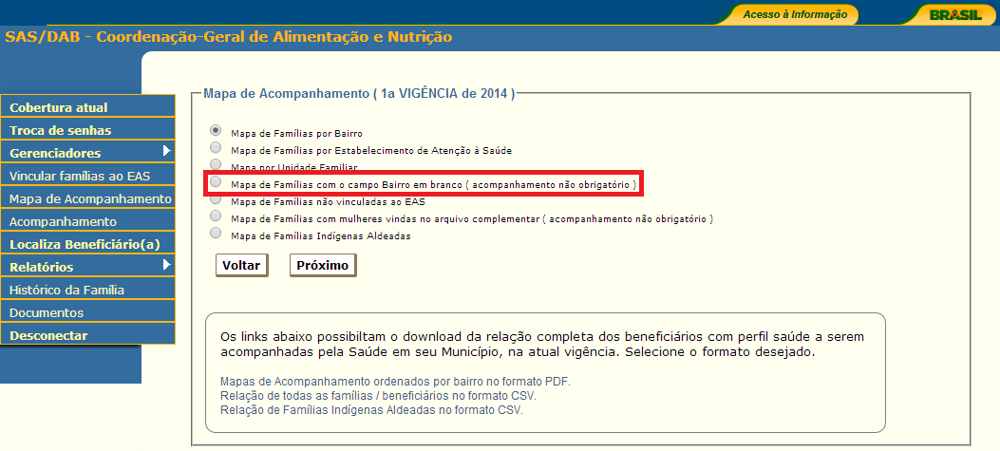 Acesso à Informação
BRASIL
SAS/DAB - Coordenação-Geral de Alimentação e Nutrição
Cobertura atual
Troca de senhas
Gerenciadores
Vincular famílias ao EAS
Mapa de Acompanhamento
Acompanhamento
Localiza Beneficiário(a)
Relatórios
Histórico da Família
Documentos
Desconectar
Mapa de Acompanhamento ( 1a VIGÊNCIA de 2014 )
Mapa de Famílias por Bairro
Mapa de Famílias por Estabelecimento de Atenção à Saúde
Mapa por Unidade Familiar
Mapa de Famílias com o campo Bairro em branco ( acompanhamento não obrigatório )
Mapa de Famílias não vinculadas ao EAS
Mapa de Famílias com mulheres vindas no arquivo complementar ( acompanhamento não obrigatório )
Mapa de Famílias Indígenas Aldeadas
Voltar
Próximo
Os links abaixo possibiltam o download da relação completa dos beneficiários com perfil saúde a serem
acompanhadas pela Saúde em seu Município, na atual vigência. Selecione o formato desejado.
Mapas de Acompanhamento ordenados por bairro no formato PDF.
Relação de todas as famílias / beneficiários no formato CSV.
Relação de Famílias Indígenas Aldeadas no formato CSV.